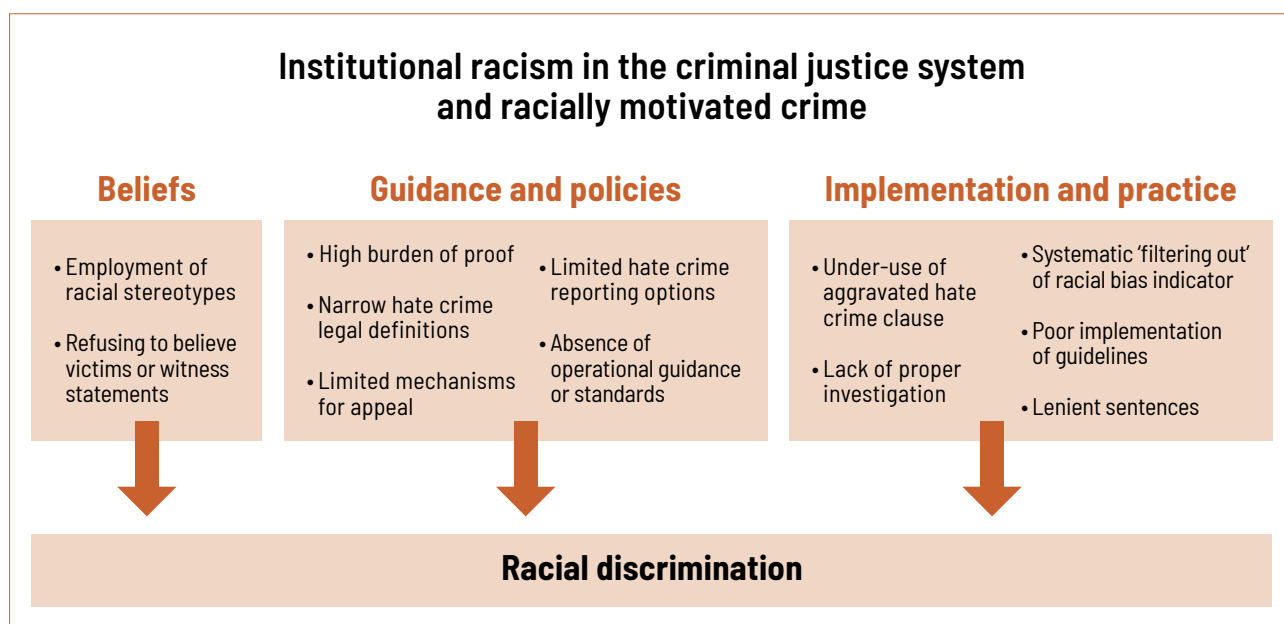 Institutional racism in the criminal justice system
and racially motivated crime
Beliefs
• Employment of
racial stereotypes
• Refusing to believe
victims or witness
statements
Guidance and policies
• High burden of proof
• Narrow hate crime
legal definitions
• Limited mechanisms
for appeal
• Limited hate crime
reporting options
• Absence of
operational guidance
or standards
Implementation and practice
• Under-use of
aggravated hate
crime clause
• Lack of proper
investigation
• Systematic ‘filtering out’
of racial bias indicator
• Poor implementation
of guidelines
• Lenient sentences
Racial discrimination